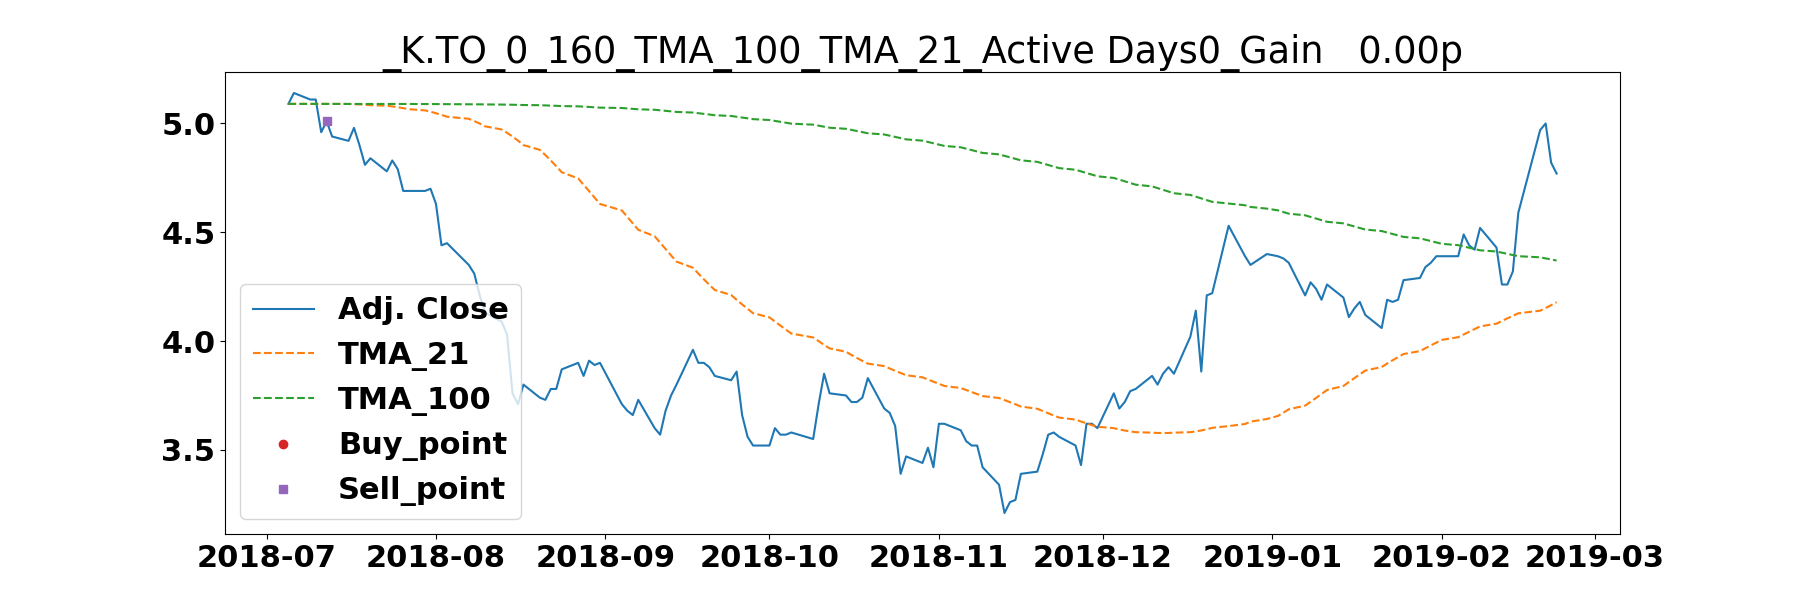 _K.TO_0_160_TMA_100_TMA_21_Active Days0_Gain   0.00p
5.0
4.5
4.0
3.5
Adj. Close
TMA_21
TMA_100
Buy_point
Sell_point
2018-07 2018-08 2018-09 2018-10 2018-11 2018-12 2019-01 2019-02 2019-03